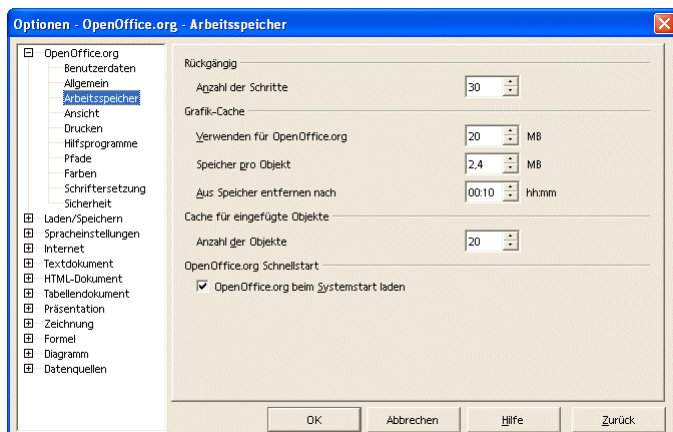 Optionen - OpenOffice.org - Arbeitsspeicher
OpenOffice.org
Benutzerdaten
Allgemein
Arbeitsspeicher
Ansicht
Drucken
Hilfsprogramme
Pfade
Farben
Schriftersetzung
Sicherheit
Laden/Speichern
Spracheinstellungen
Internet
Textdokument
HTML-Dokument
Tabellendokument
Präsentation
Zeichnung
Formel
Diagramm
Datenquellen
Rückgängig
Anzahl der Schritte 30
Grafik-Cache
Verwenden für OpenOffice.org 20 MB
Speicher pro Objekt 2,4 MB
Aus Speicher entfernen nach 00:10 hh:mm
Cache für eingefügte Objekte
Anzahl der Objekte 20
OpenOffice.org Schnellstart
OpenOffice.org beim Systemstart laden
OK Abbrechen Hilfe Zurück